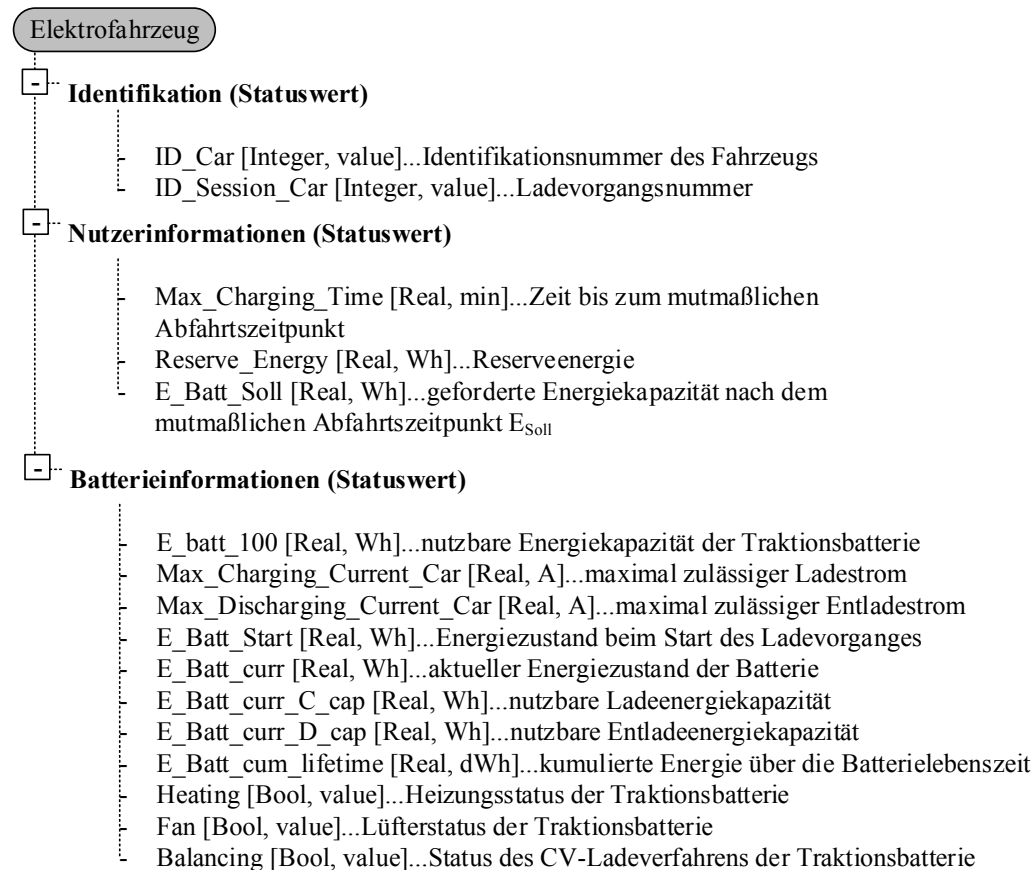 Elektrofahrzeug
- Identifikation (Statuswert)
- ID_Car [Integer, value]...Identifikationsnummer des Fahrzeugs
- ID_Session_Car [Integer, value]...Ladevorgangsnummer
- Nutzerinformationen (Statuswert)
- Max_Charging_Time [Real, min]...Zeit bis zum mutmaßlichen
Abfahrtszeitpunkt
- Reserve_Energy [Real, Wh]...Reserveenergie
- E_Batt_Soll [Real, Wh]...geforderte Energiekapazität nach dem
mutmaßlichen Abfahrtszeitpunkt ESoll
- Batterieinformationen (Statuswert)
- E_batt_100 [Real, Wh]...nutzbare Energiekapazität der Traktionsbatterie
- Max_Charging_Current_Car [Real, A]...maximal zulässiger Ladestrom
- Max_Discharging_Current_Car [Real, A]...maximal zulässiger Entladestrom
- E_Batt_Start [Real, Wh]...Energiezustand beim Start des Ladevorganges
- E_Batt_curr [Real, Wh]...aktueller Energiezustand der Batterie
- E_Batt_curr_C_cap [Real, Wh]...nutzbare Ladeenergiekapazität
- E_Batt_curr_D_cap [Real, Wh]...nutzbare Entladeenergiekapazität
- E_Batt_cum_lifetime [Real, dWh]...kumulierte Energie über die Batterielebenszeit
- Heating [Bool, value]...Heizungsstatus der Traktionsbatterie
- Fan [Bool, value]...Lüfterstatus der Traktionsbatterie
- Balancing [Bool, value]...Status des CV-Ladeverfahrens der Traktionsbatterie